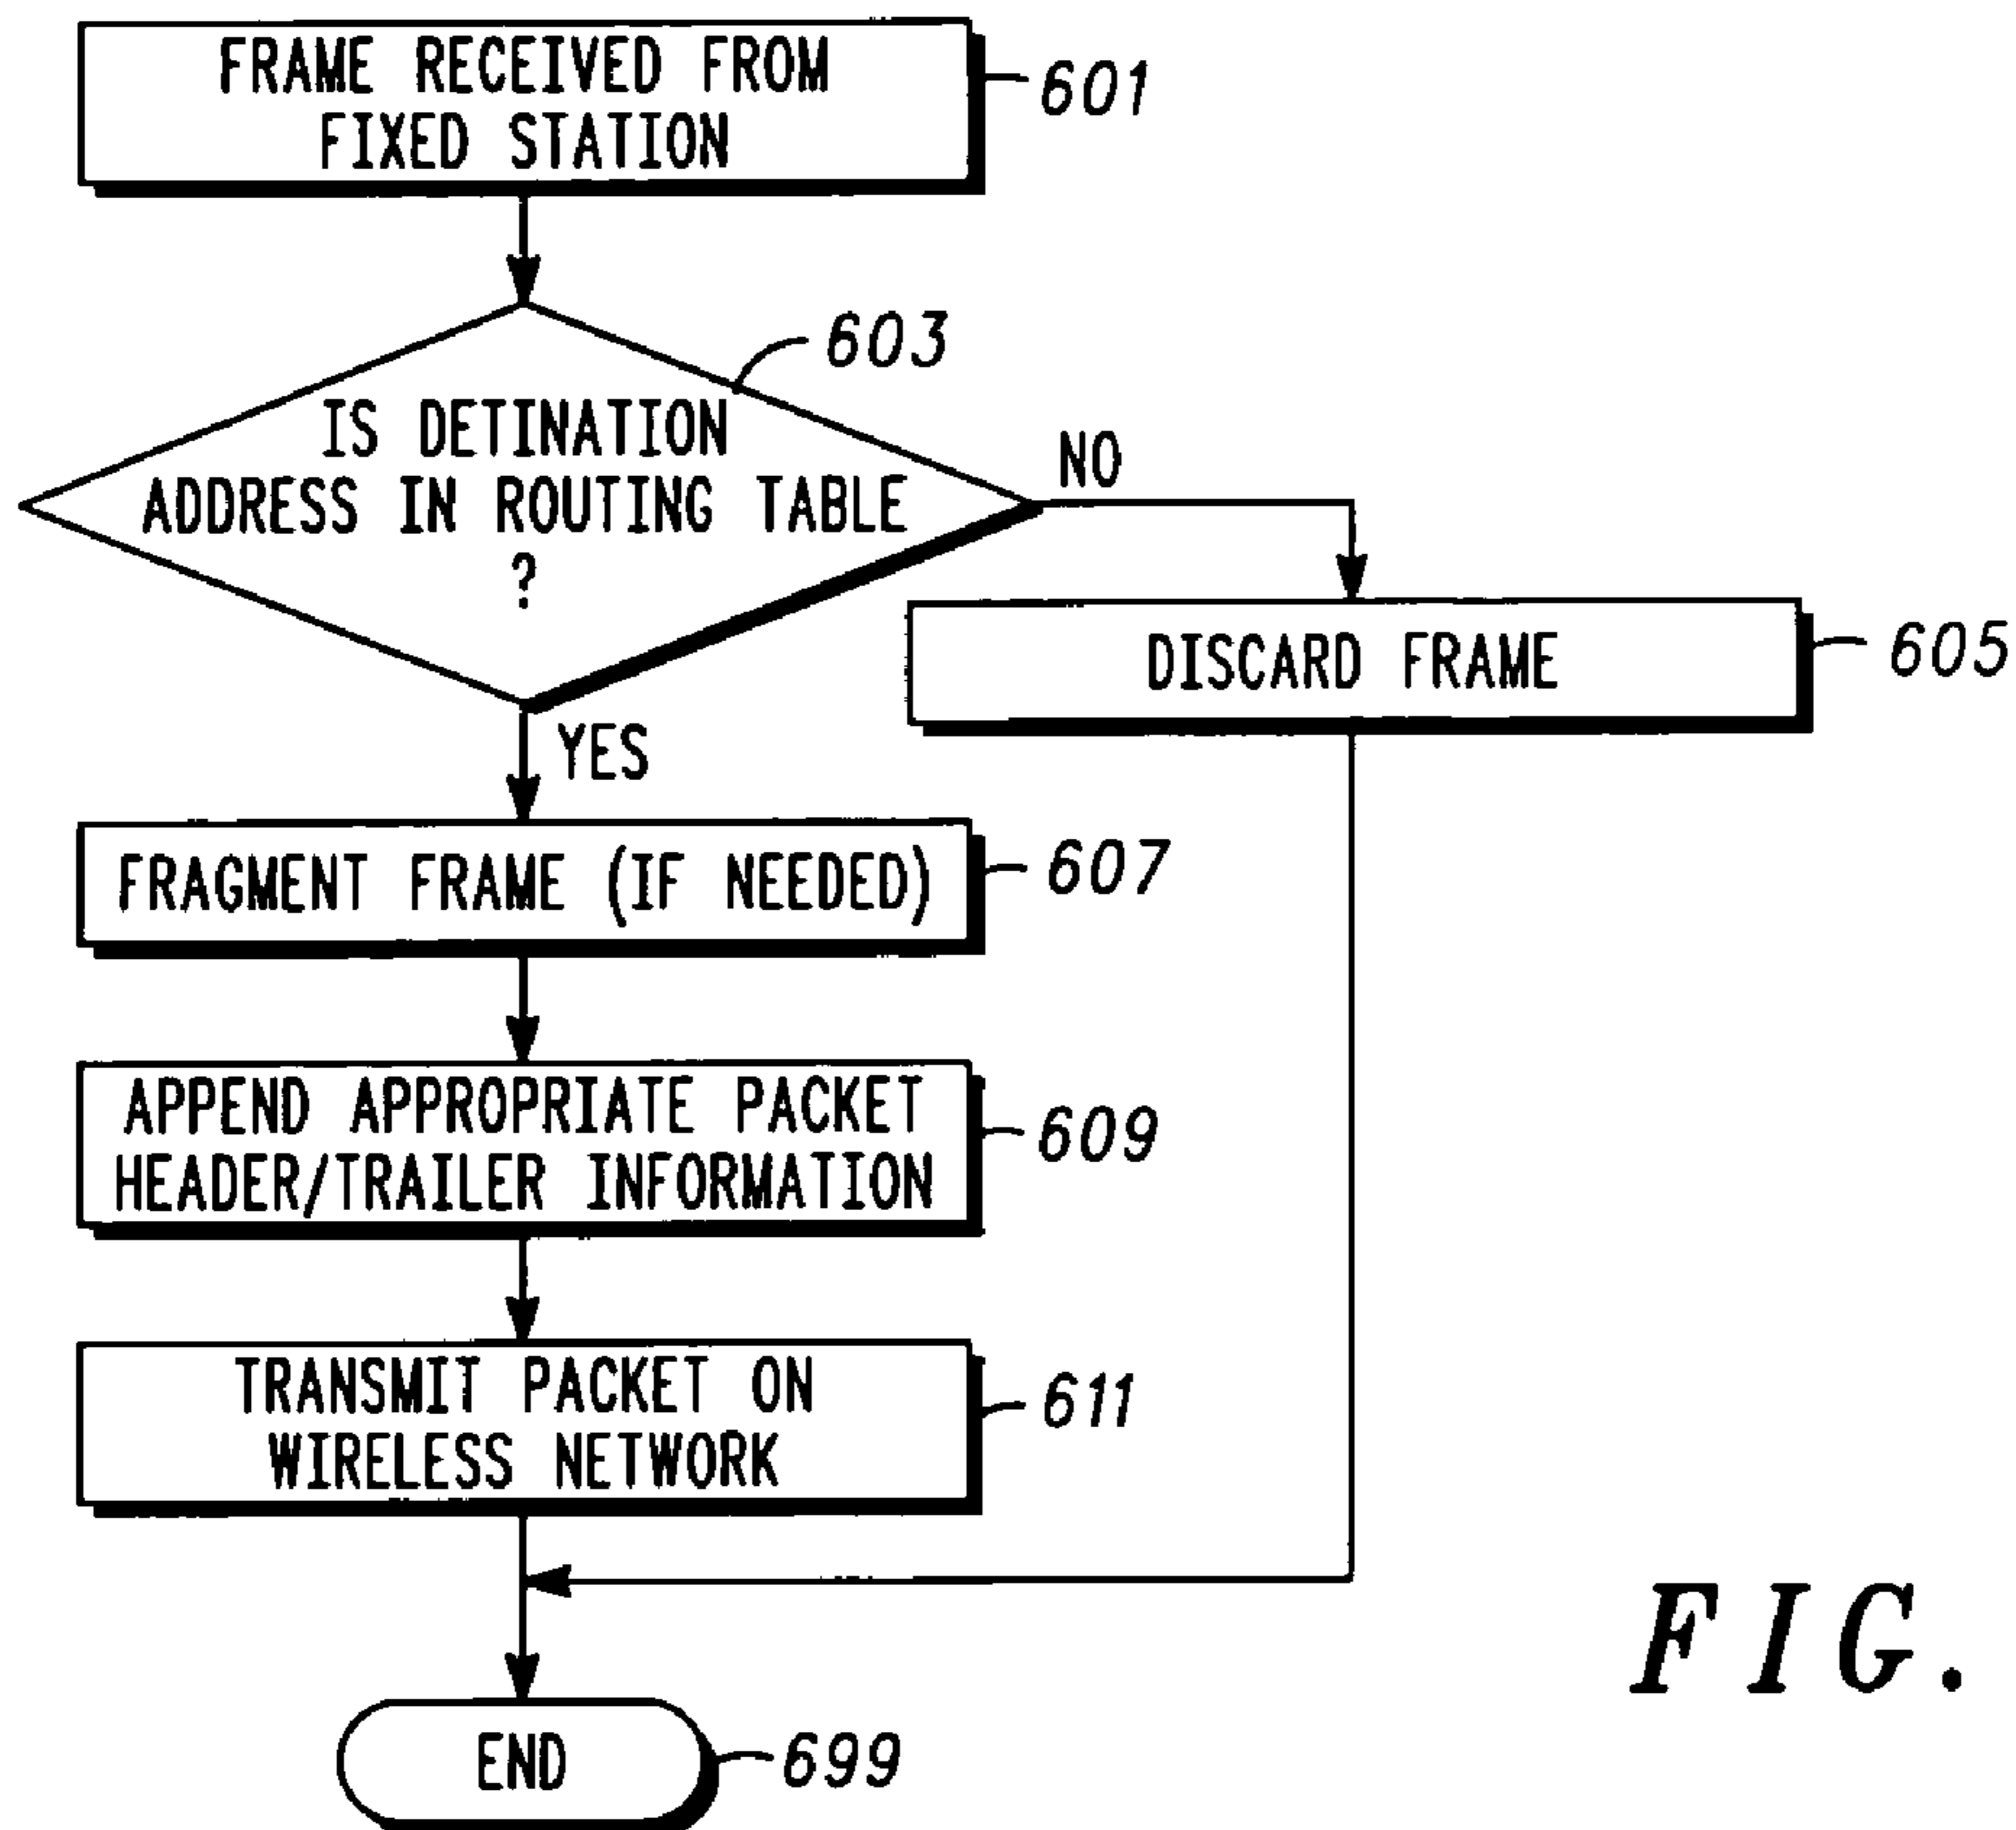 FRAME RECEIVED FROM
FIXED STATION
601
603
IS DETINATION
ADDRESS IN ROUTING TABLE
?
NO
DISCARD FRAME
605
YES
FRAGMENT FRAME (IF NEEDED)
607
APPEND APPROPRIATE PACKET
HEADER/TRAILER INFORMATION
609
TRANSMIT PACKET ON
WIRELESS NETWORK
611
END
699
FIG.